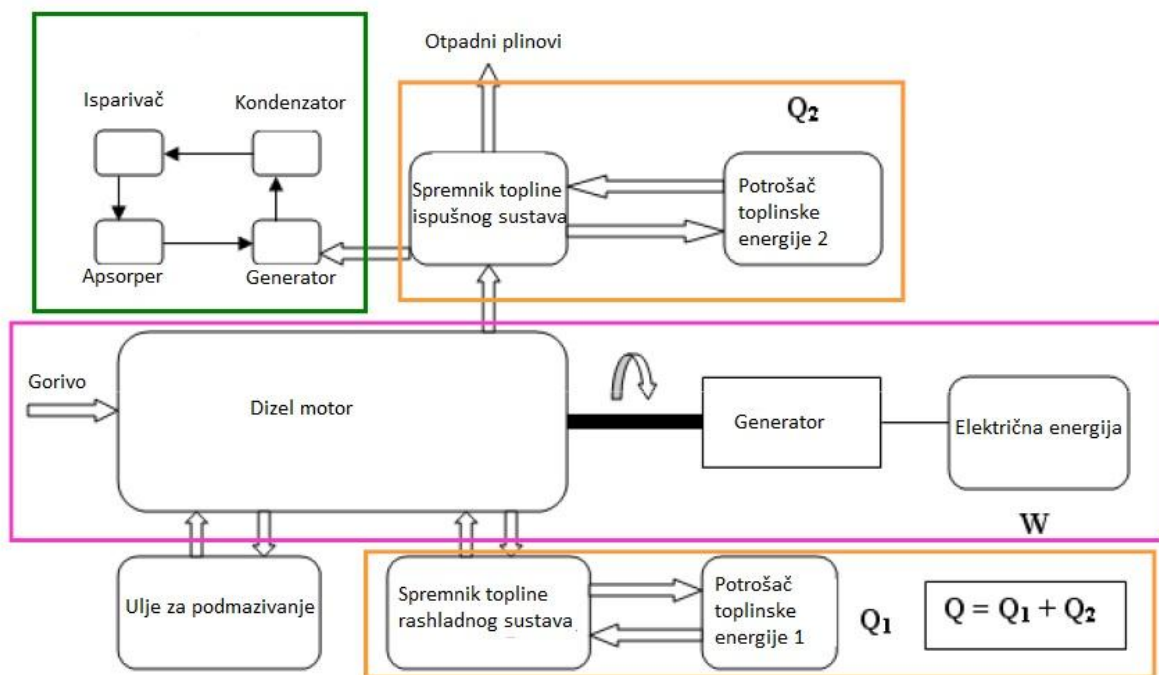 Otpadni plinovi
Isparivač
Kondenzator
Q2
Spremnik topline
ispušnog sustava
Potrošač
toplinske
energije 2
Apsorper
Generator
Gorivo
Dizel motor
Generator
Električna energija
W
Ulje za podmazivanje
Spremnik topline
rashladnog sustava
Potrošač
toplinske
energije 1
Q1
Q = Q1 + Q2